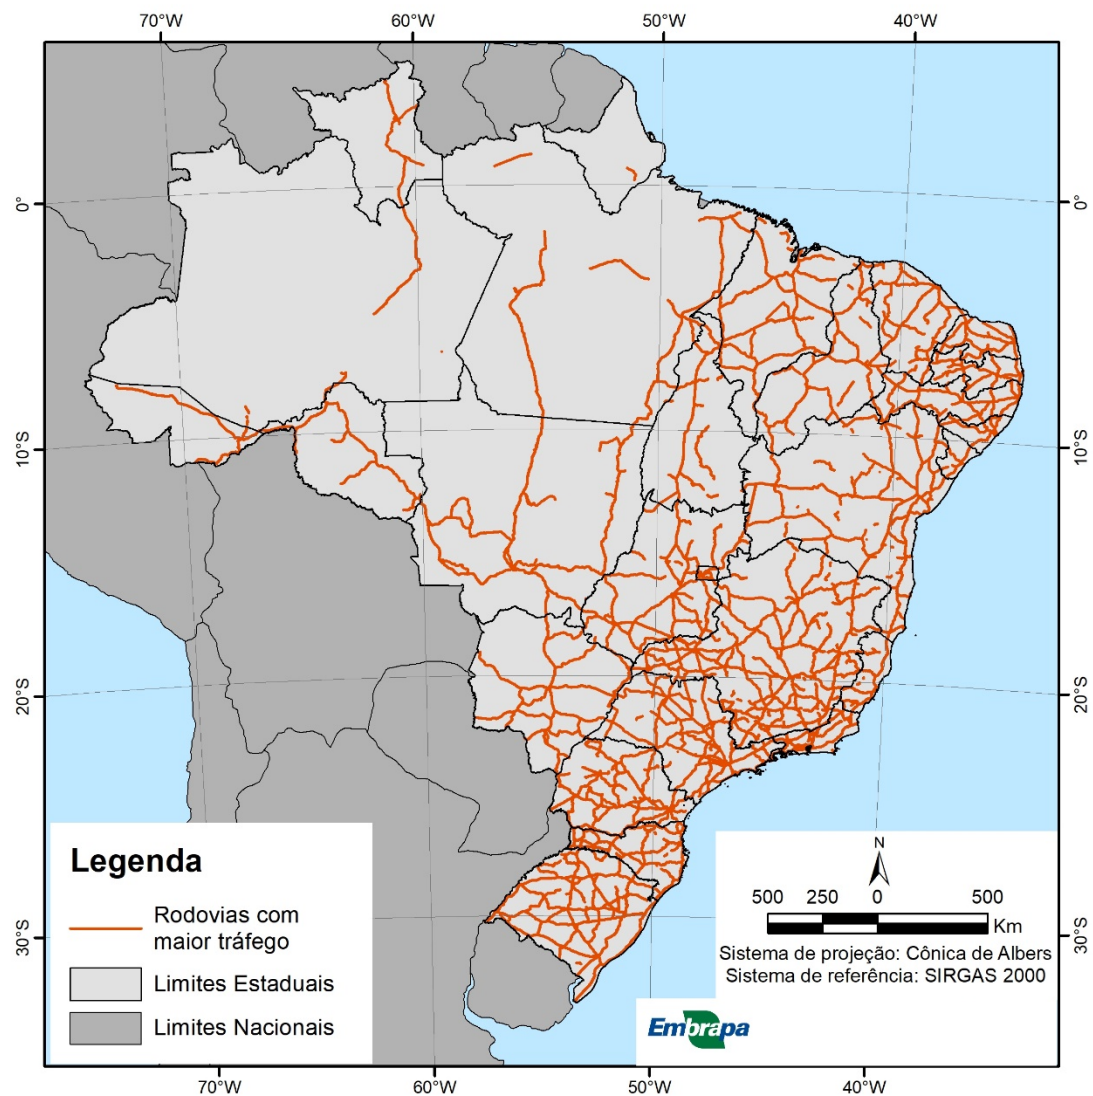 70°W 60°W 50°W 40°W
0° 0°
10°S 10°S
20°S 20°S
30°S 30°S
Legenda
Rodovias com
maior tráfego
Limites Estaduais
Limites Nacionais
N
500 250 0 500
Km
Sistema de projeção: Cônica de Albers
Sistema de referência: SIRGAS 2000
Embrapa
70°W 60°W 50°W 40°W